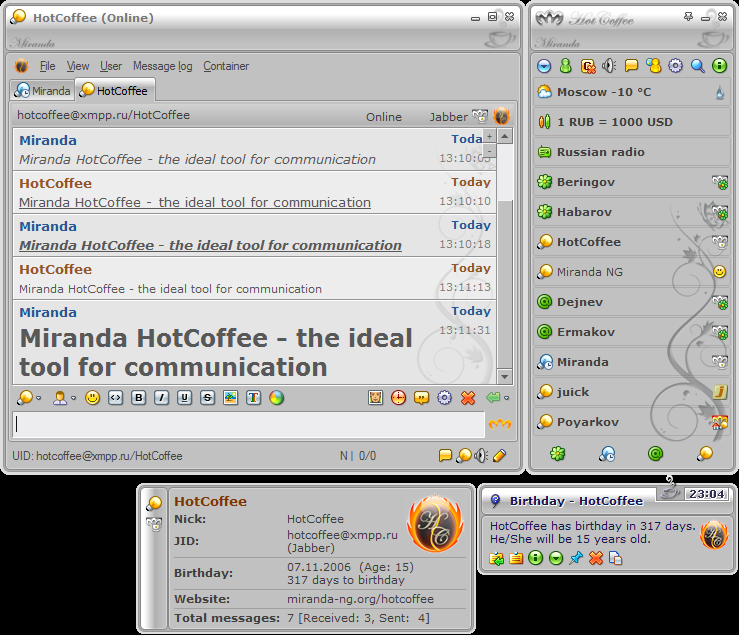 HotCoffee (Online)
Miranda
File View User Message log Container
Miranda HotCoffee
hotcoffee@xmpp.ru/HotCoffee Online Jabber
Miranda Today
Miranda HotCoffee - the ideal tool for communication
HotCoffee Today
Miranda HotCoffee - the ideal tool for communication 13:10:10
Miranda Today
Miranda HotCoffee - the ideal tool for communication 13:10:18
HotCoffee Today
Miranda HotCoffee - the ideal tool for communication 13:11:13
Miranda Today
Miranda HotCoffee - the ideal 13:11:31
tool for communication
B I U S T
UID: hotcoffee@xmpp.ru/HotCoffee N | 0/0
Hot Coffee
Miranda
Moscow -10 °C
1 RUB = 1000 USD
Russian radio
Beringov
Habarov
HotCoffee
Miranda NG
Dejnev
Ermakov
Miranda
juick
Poyarkov
HotCoffee
Nick: HotCoffee
JID: hotcoffee@xmpp.ru
(Jabber)
Birthday: 07.11.2006 (Age: 15)
317 days to birthday
Website: miranda-ng.org/hotcoffee
Total messages: 7 [Received: 3, Sent: 4]
HC
Birthday - HotCoffee 23:04
HotCoffee has birthday in 317 days.
He/She will be 15 years old.